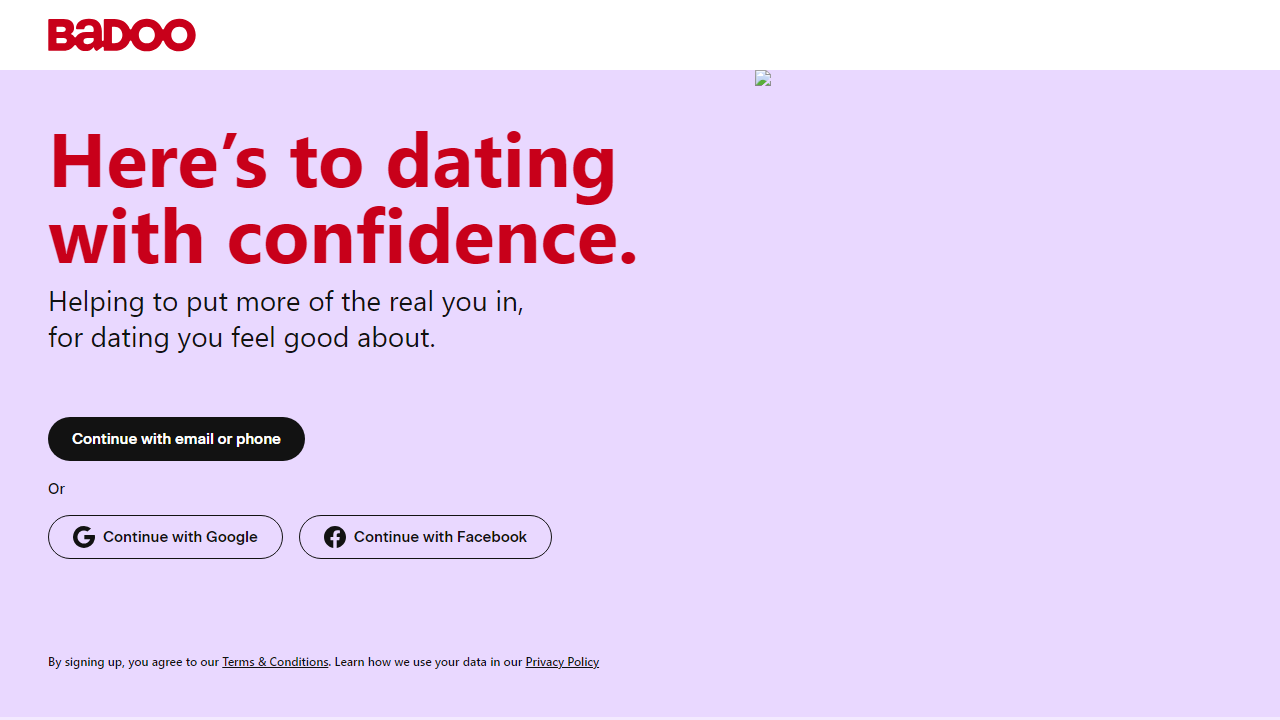 BaDOO
Here’s to dating
with confidence.
Helping to put more of the real you in,
for dating you feel good about.
Continue with email or phone
Or
Continue with Google
Continue with Facebook
By signing up, you agree to our Terms & Conditions. Learn how we use your data in our Privacy Policy